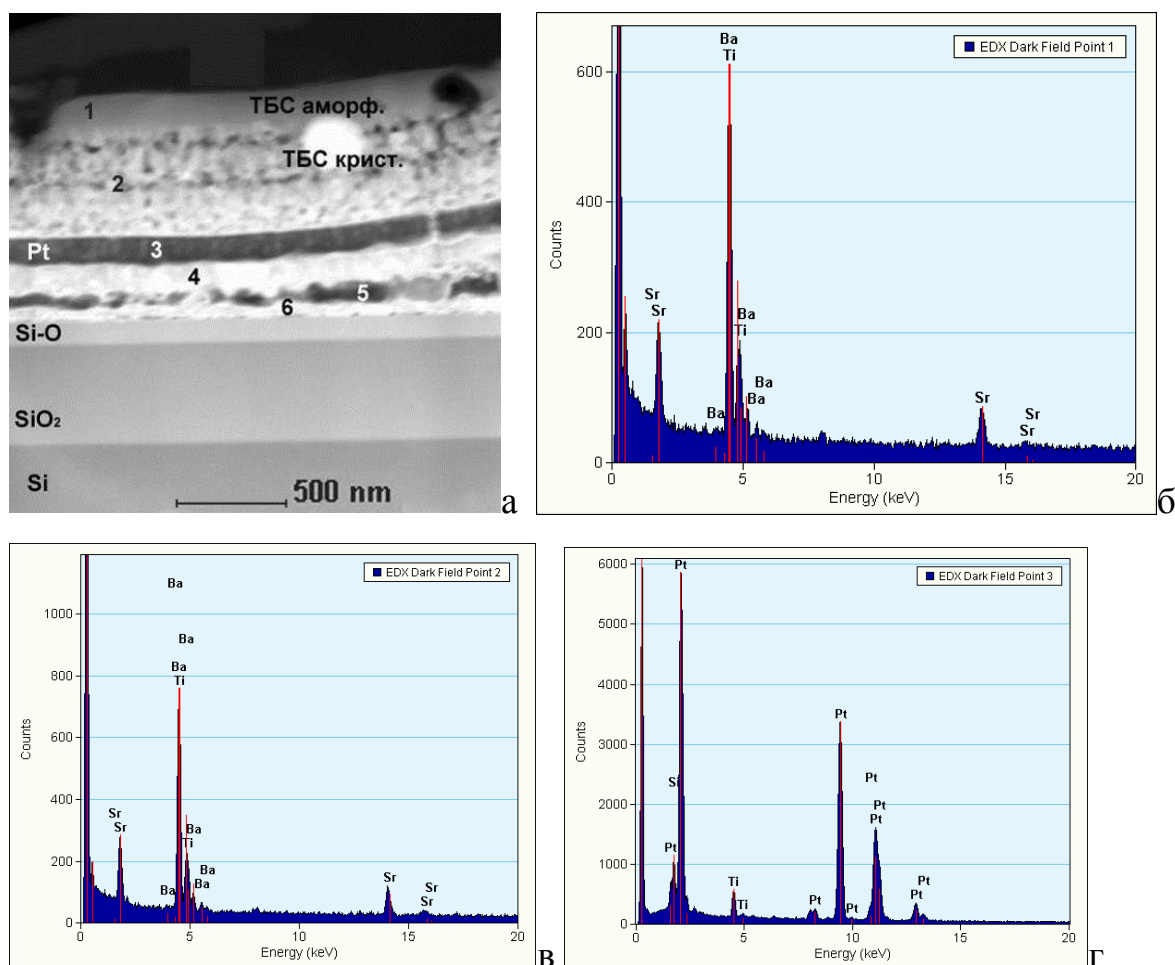 1
ТБС аморф.
ТБС крист.
2
Pt
3
4
5
6
Si-O
SiO₂
Si
500 nm
а
EDX Dark Field Point 1
Ba
Ti
600
400
200
0
Counts
Sr
Sr
Ba
Ti
Ba
Ba
Ba
Sr
Sr
Sr
0 5 10 15 20
Energy (keV)
б
EDX Dark Field Point 2
Ba
Ba
Ba
Ti
1000
800
600
400
200
0
Counts
Sr
Sr
Ba
Ti
Ba
Ba
Ba
Sr
Sr
Sr
0 5 10 15 20
Energy (keV)
в
EDX Dark Field Point 3
Pt
6000
5000
4000
3000
2000
1000
0
Counts
Si
Pt
Ti
Ti
Pt
Pt
Pt
Pt
Pt
Pt
Pt
Pt
0 5 10 15 20
Energy (keV)
г